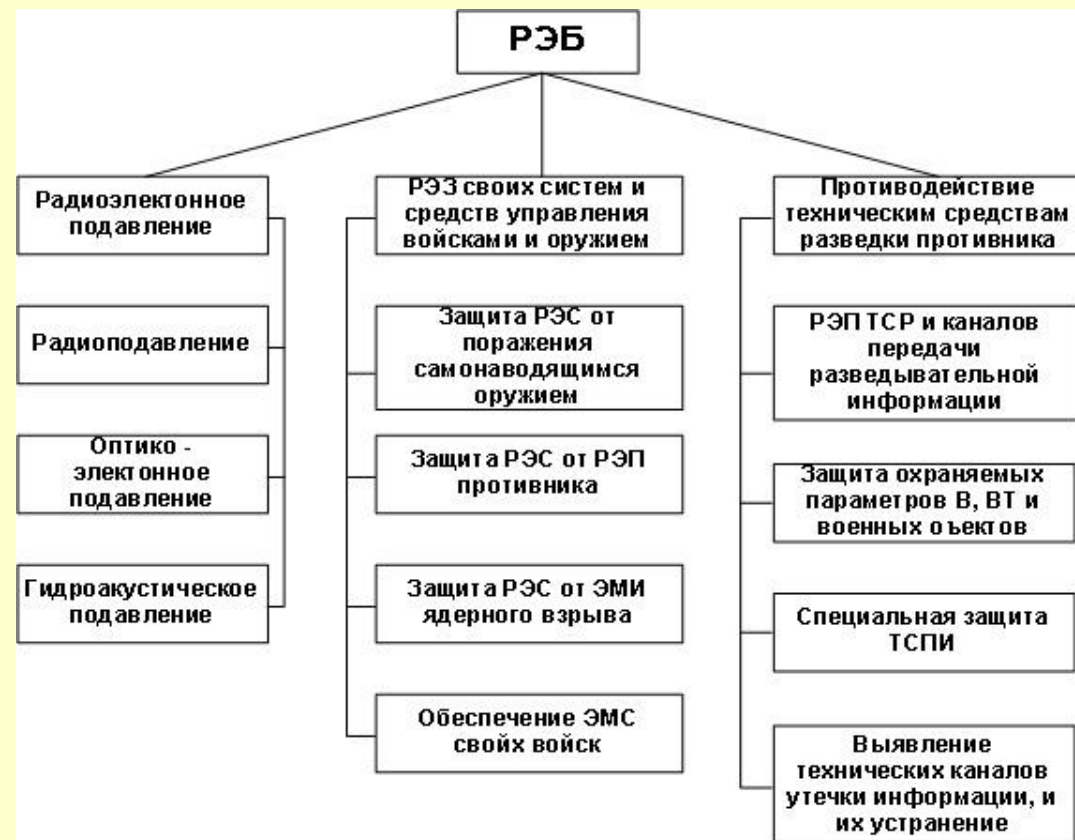 РЭБ
Радиоэлектонное
подавление
Радиоподавление
Оптико -
электонное
подавление
Гидроакустическое
подавление
РЭЗ своих систем и
средств управления
войсками и оружием
Защита РЭС от
поражения
самонаводящимся
оружием
Защита РЭС от РЭП
противника
Защита РЭС от ЭМИ
ядерного взрыва
Обеспечение ЭМС
свойх войск
Противодействие
техническим средствам
разведки противника
РЭП ТСР и каналов
передачи
разведывательной
информации
Защита охраняемых
параметров В, ВТ и
военных оъектов
Специальная защита
ТСПИ
Выявление
технических каналов
утечки информации, и
их устранение